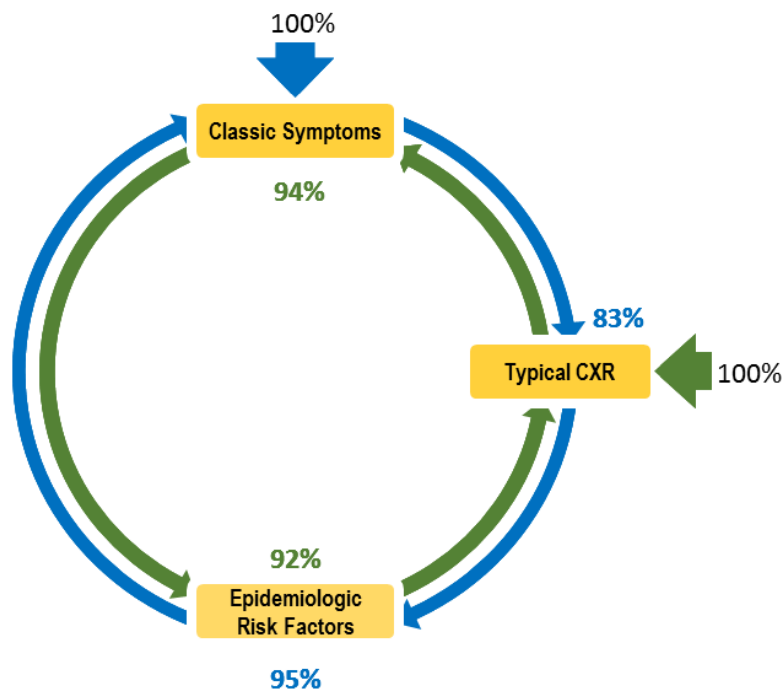 100%
Classic Symptoms
94%
83%
Typical CXR
100%
92%
Epidemiologic
Risk Factors
95%